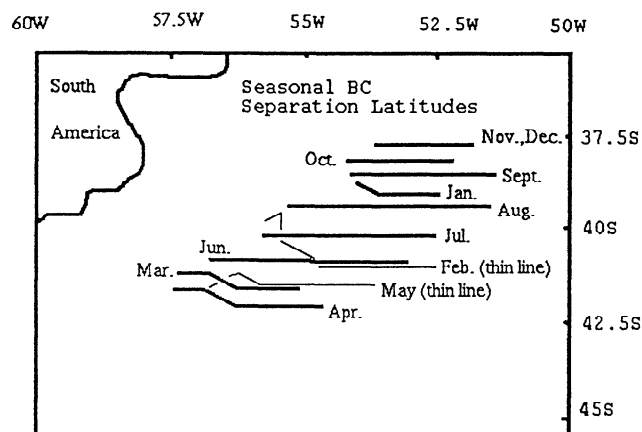 60W 57.5W 55W 52.5W 50W
South
America
Seasonal BC
Separation Latitudes
Nov.,Dec.
37.5S
Oct.
Sept.
Jan.
Aug.
40S
Jul.
Jun.
Feb. (thin line)
Mar.
May (thin line)
Apr.
42.5S
45S